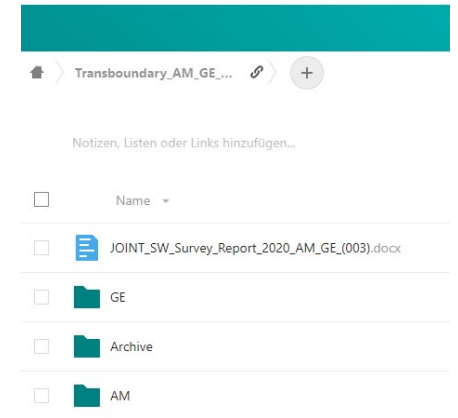 Transboundary_AM_GE_...
Notizen, Listen oder Links hinzufügen...
Name
JOINT_SW_Survey_Report_2020_AM_GE_(003).docx
GE
Archive
AM